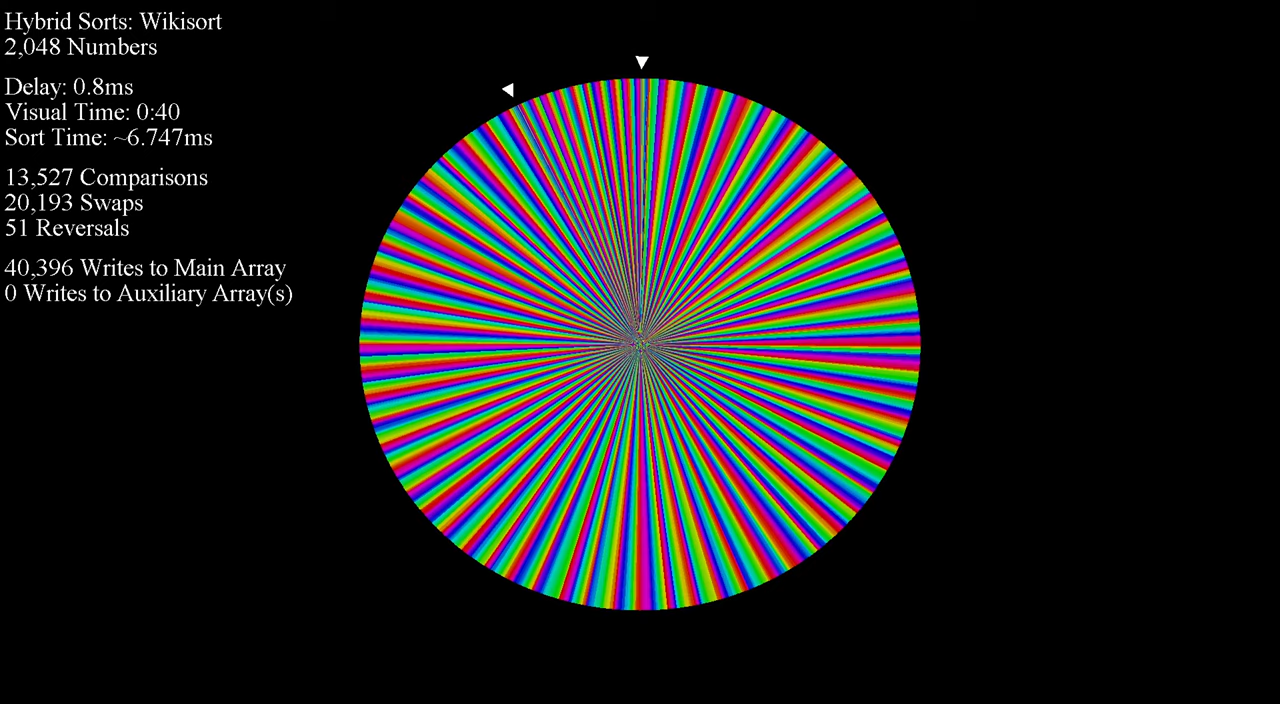 Hybrid Sorts: Wikisort
2,048 Numbers
Delay: 0.8ms
Visual Time: 0:40
Sort Time: ~6.747ms
13,527 Comparisons
20,193 Swaps
51 Reversals
40,396 Writes to Main Array
0 Writes to Auxiliary Array(s)